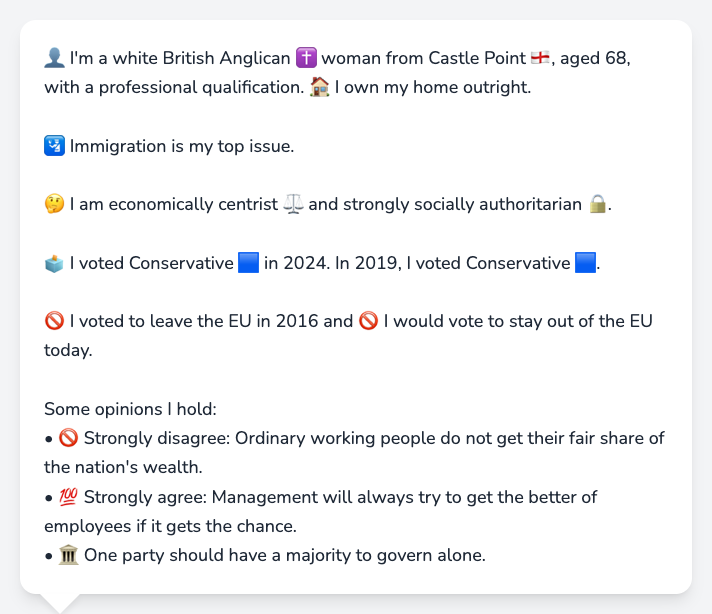 👤 I'm a white British Anglican ✝️ woman from Castle Point 🏴󠁧󠁢󠁥󠁮󠁧󠁿, aged 68,
with a professional qualification. 🏠 I own my home outright.
🛂 Immigration is my top issue.
🤔 I am economically centrist ⚖️ and strongly socially authoritarian 🔒.
🗳️ I voted Conservative 🟦 in 2024. In 2019, I voted Conservative 🟦.
🚫 I voted to leave the EU in 2016 and 🚫 I would vote to stay out of the EU
today.
Some opinions I hold:
• 🚫 Strongly disagree: Ordinary working people do not get their fair share of
the nation's wealth.
• 💯 Strongly agree: Management will always try to get the better of
employees if it gets the chance.
• 🏛️ One party should have a majority to govern alone.